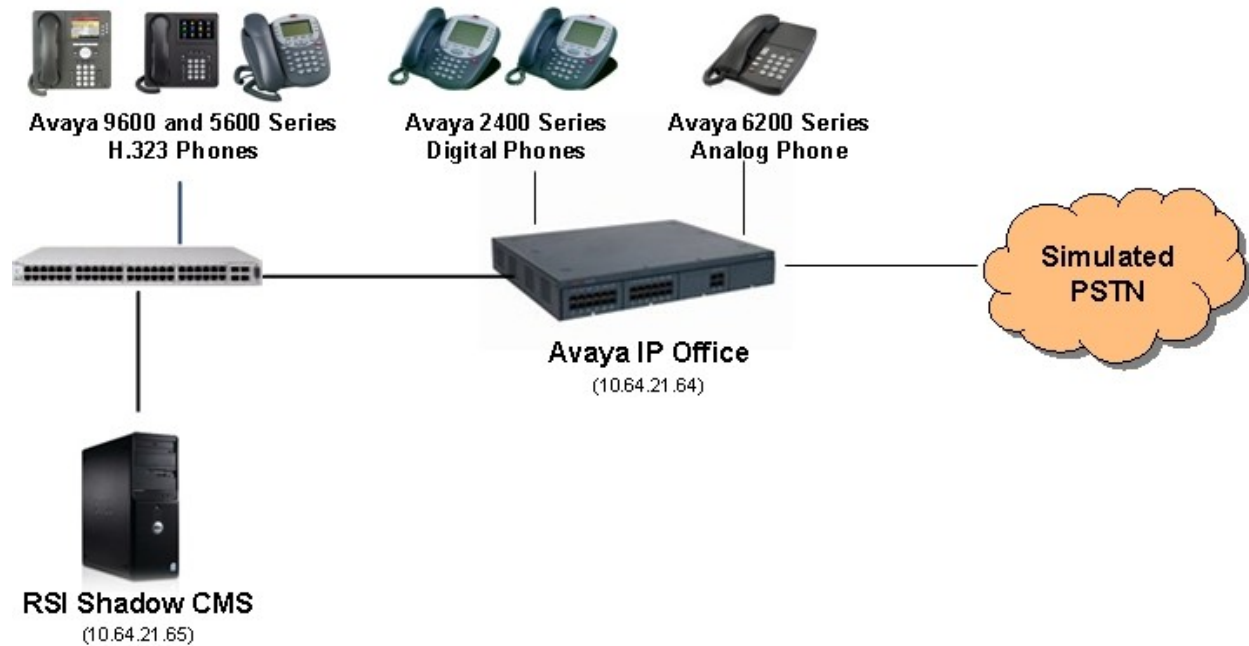 Avaya 9600 and 5600 Series
H.323 Phones
Avaya 2400 Series
Digital Phones
Avaya 6200 Series
Analog Phone
Simulated
PSTN
Avaya IP Office
(10.64.21.64)
RSI Shadow CMS
(10.64.21.65)